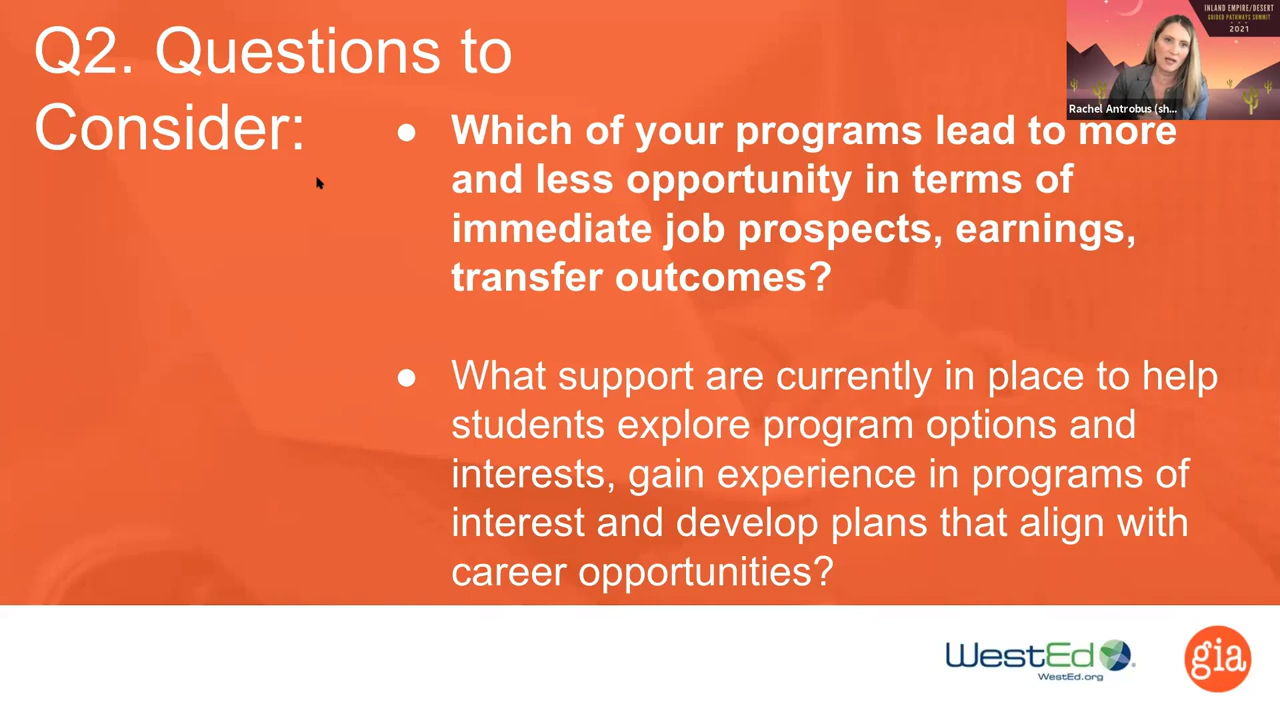 Q2. Questions to
Consider:
● Which of your programs lead to more
and less opportunity in terms of
immediate job prospects, earnings,
transfer outcomes?
● What support are currently in place to help
students explore program options and
interests, gain experience in programs of
interest and develop plans that align with
career opportunities?
INLAND EMPIRE/DESERT
GUIDED PATHWAYS SUMMIT
2021
Rachel Antrobus (sh...
WestEd
WestEd.org
gia